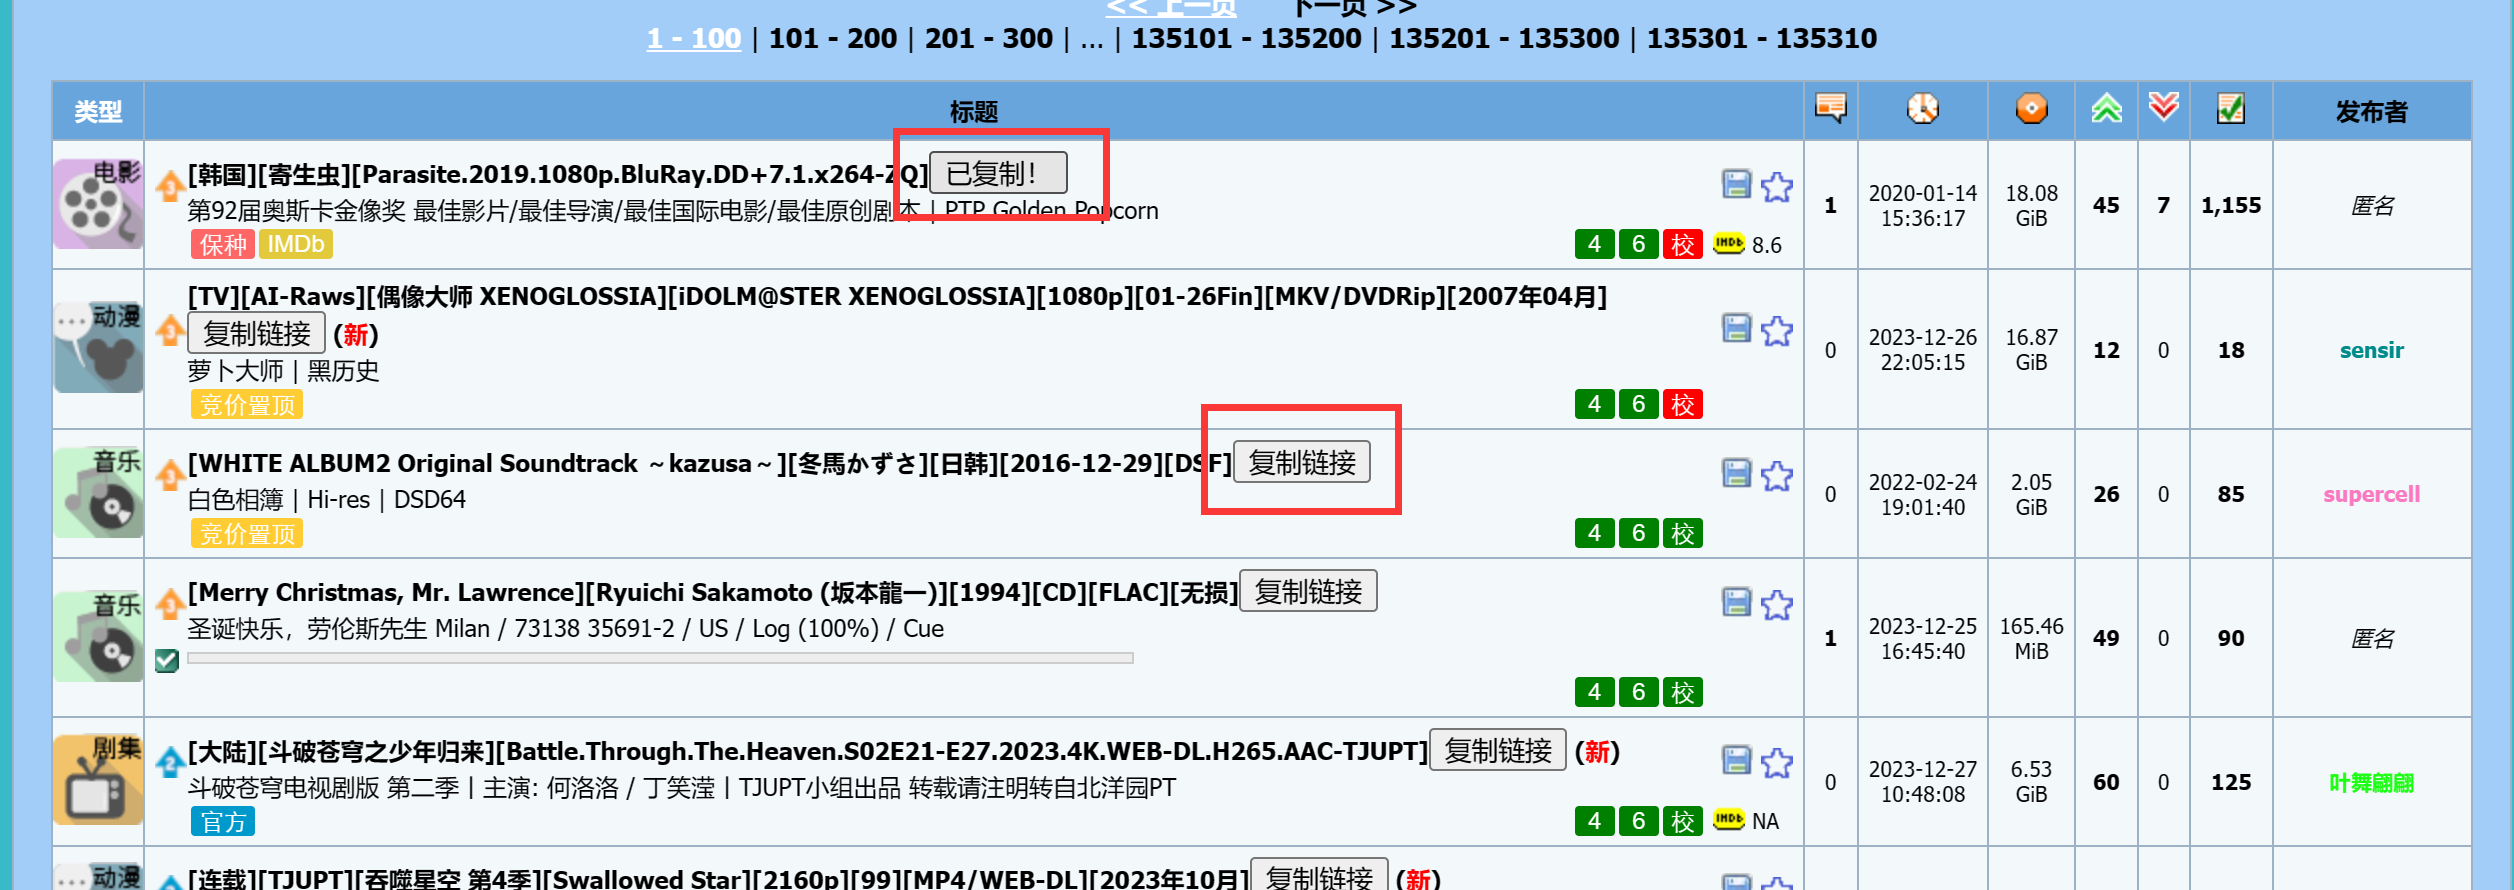 << 上一页 下一页 >>
1 - 100 | 101 - 200 | 201 - 300 | ... | 135101 - 135200 | 135201 - 135300 | 135301 - 135310
类型 标题 发布者
电影 3 [韩国][寄生虫][Parasite.2019.1080p.BluRay.DD+7.1.x264-ZQ] 已复制！
第92届奥斯卡金像奖 最佳影片/最佳导演/最佳国际电影/最佳原创剧本 | PTP Golden Popcorn
保种 IMDb 4 6 校 IMDb 8.6
1 2020-01-14 15:36:17 18.08 GiB 45 7 1,155 匿名
动漫 3 [TV][AI-Raws][偶像大师 XENOGLOSSIA][iDOLM@STER XENOGLOSSIA][1080p][01-26Fin][MKV/DVDRip][2007年04月]
复制链接 (新)
萝卜大师 | 黑历史
竞价置顶 4 6 校
0 2023-12-26 22:05:15 16.87 GiB 12 0 18 sensir
音乐 3 [WHITE ALBUM2 Original Soundtrack ～kazusa～][冬馬かずさ][日韩][2016-12-29][DSF] 复制链接
白色相簿 | Hi-res | DSD64
竞价置顶 4 6 校
0 2022-02-24 19:01:40 2.05 GiB 26 0 85 supercell
音乐 3 [Merry Christmas, Mr. Lawrence][Ryuichi Sakamoto (坂本龍一)][1994][CD][FLAC][无损] 复制链接
圣诞快乐，劳伦斯先生 Milan / 73138 35691-2 / US / Log (100%) / Cue
4 6 校
1 2023-12-25 16:45:40 165.46 MiB 49 0 90 匿名
剧集 2 [大陆][斗破苍穹之少年归来][Battle.Through.The.Heaven.S02E21-E27.2023.4K.WEB-DL.H265.AAC-TJUPT] 复制链接 (新)
斗破苍穹电视剧版 第二季丨主演: 何洛洛 / 丁笑滢丨TJUPT小组出品 转载请注明转自北洋园PT
官方 4 6 校 IMDb NA
0 2023-12-27 10:48:08 6.53 GiB 60 0 125 叶舞翩翩
动漫 [连载][TJUPT][吞噬星空 第4季][Swallowed Star][2160p][99][MP4/WEB-DL][2023年10月] 复制链接 (新)